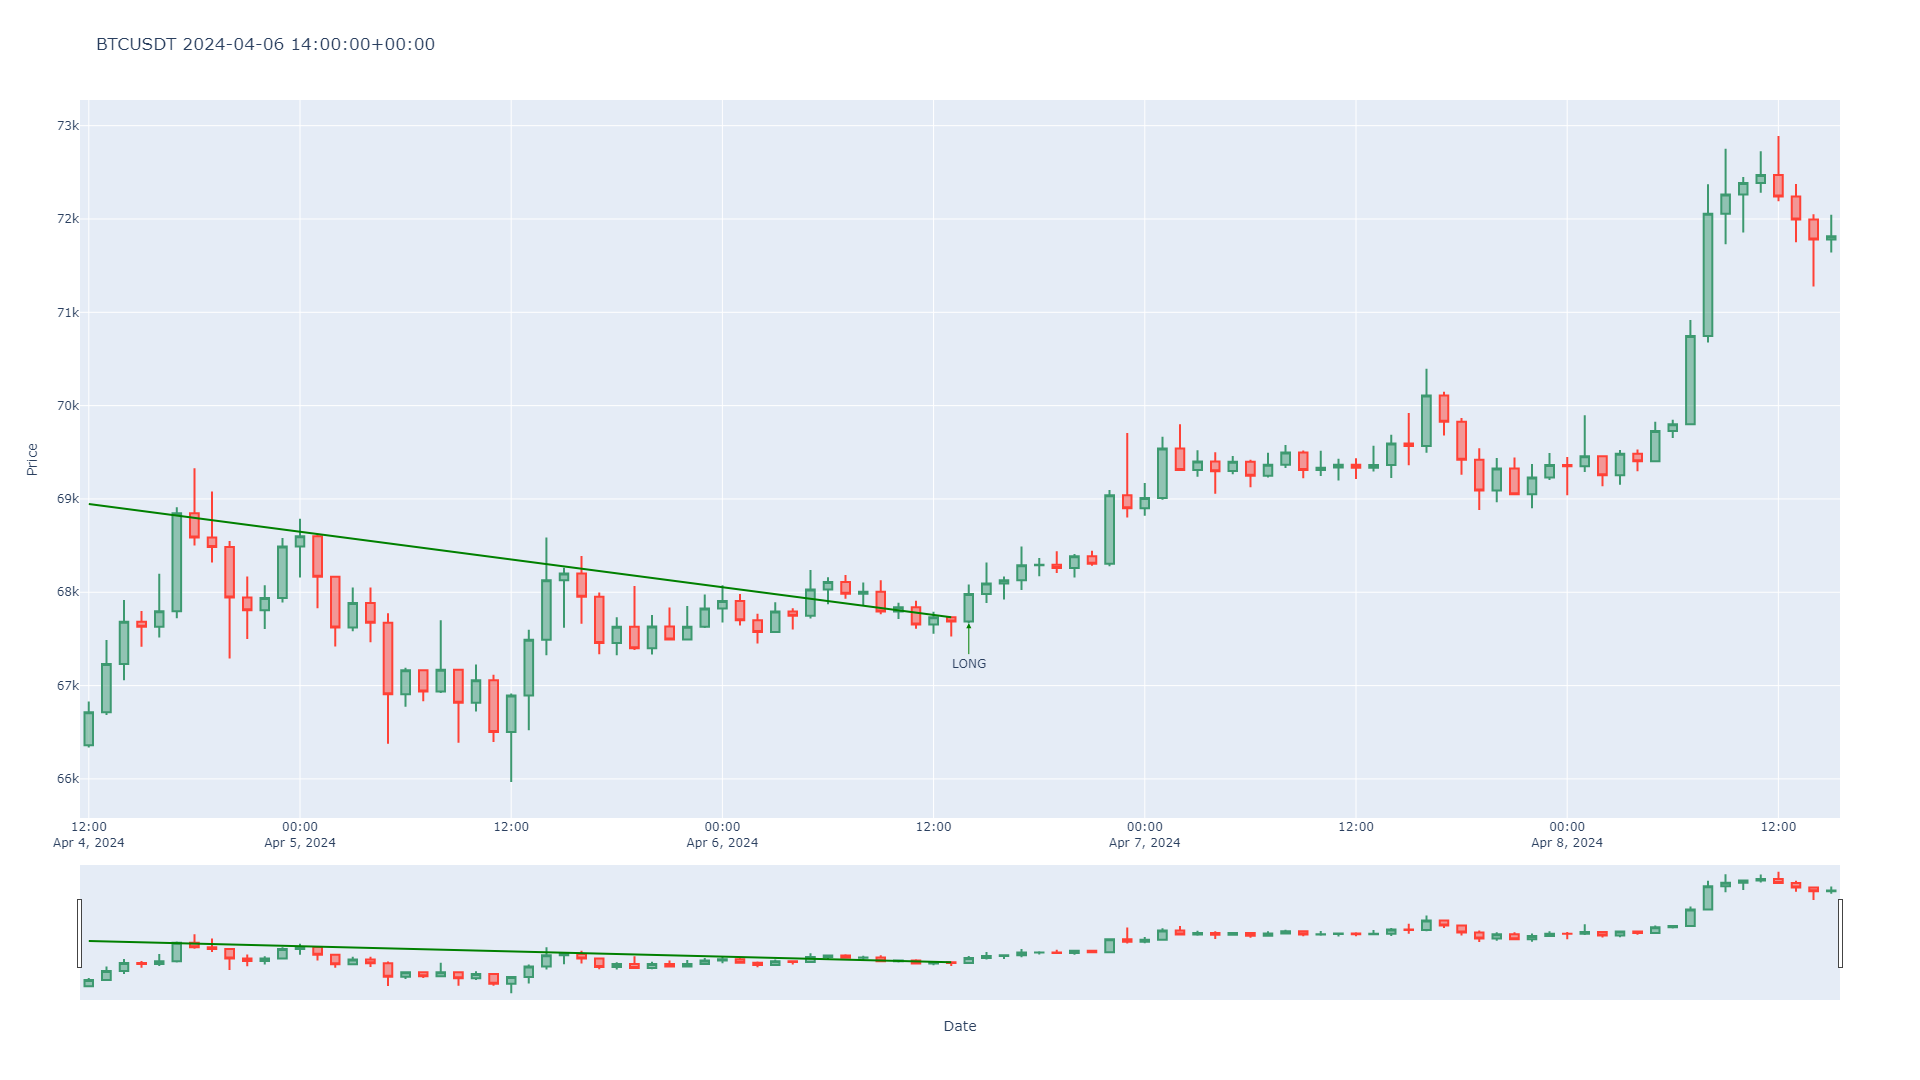 BTCUSDT 2024-04-06 14:00:00+00:00
73k
72k
71k
70k
69k
68k
67k
66k
Price
LONG
12:00 00:00 12:00 00:00 12:00 00:00 12:00 00:00 12:00
Apr 4, 2024 Apr 5, 2024 Apr 6, 2024 Apr 7, 2024 Apr 8, 2024
Date